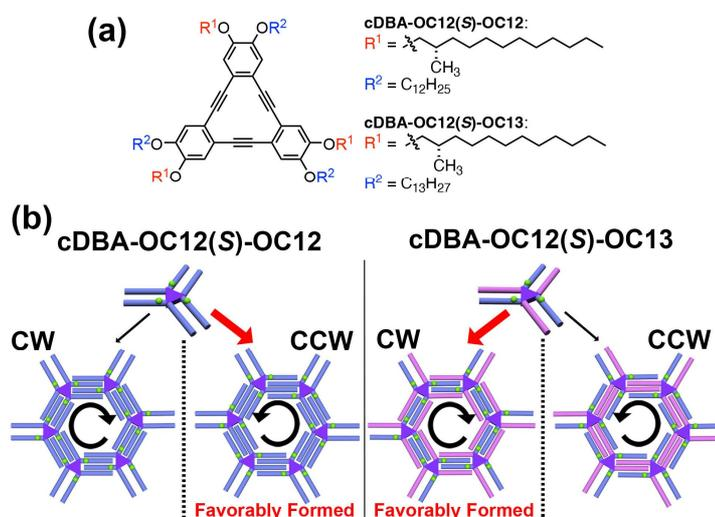 (a)
R¹O OR²
R²O OR¹
R¹O OR²
cDBA-OC12(S)-OC12:
R¹ =
CH₃
R² = C₁₂H₂₅
cDBA-OC12(S)-OC13:
R¹ =
CH₃
R² = C₁₃H₂₇
(b)
cDBA-OC12(S)-OC12
CW
CCW
Favorably Formed
cDBA-OC12(S)-OC13
CW
CCW
Favorably Formed